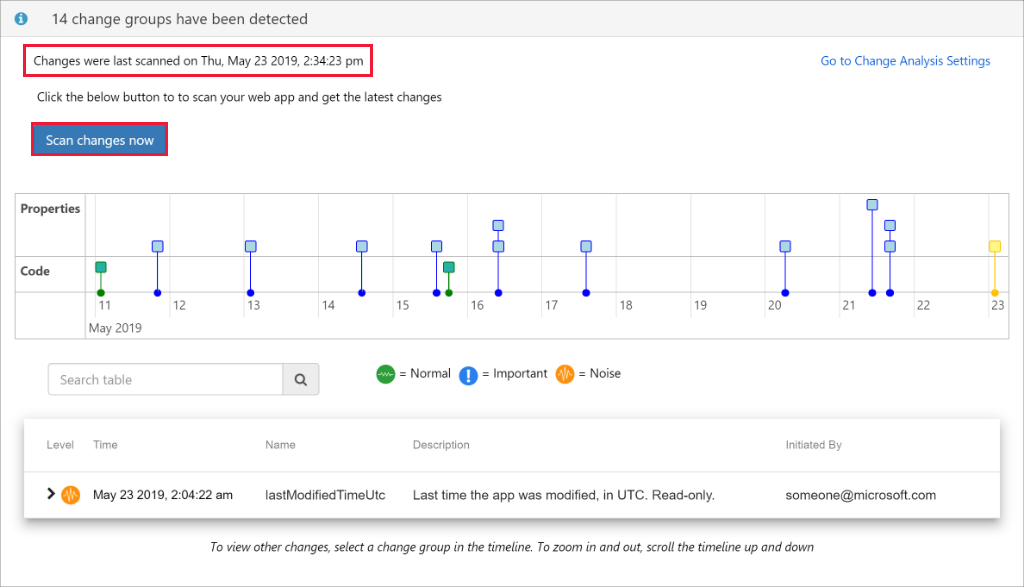 14 change groups have been detected
Changes were last scanned on Thu, May 23 2019, 2:34:23 pm
Go to Change Analysis Settings
Click the below button to to scan your web app and get the latest changes
Scan changes now
Properties
Code
11 12 13 14 15 16 17 18 19 20 21 22 23
May 2019
Search table
= Normal = Important = Noise
Level Time Name Description Initiated By
May 23 2019, 2:04:22 am lastModifiedTimeUtc Last time the app was modified, in UTC. Read-only. someone@microsoft.com
To view other changes, select a change group in the timeline. To zoom in and out, scroll the timeline up and down